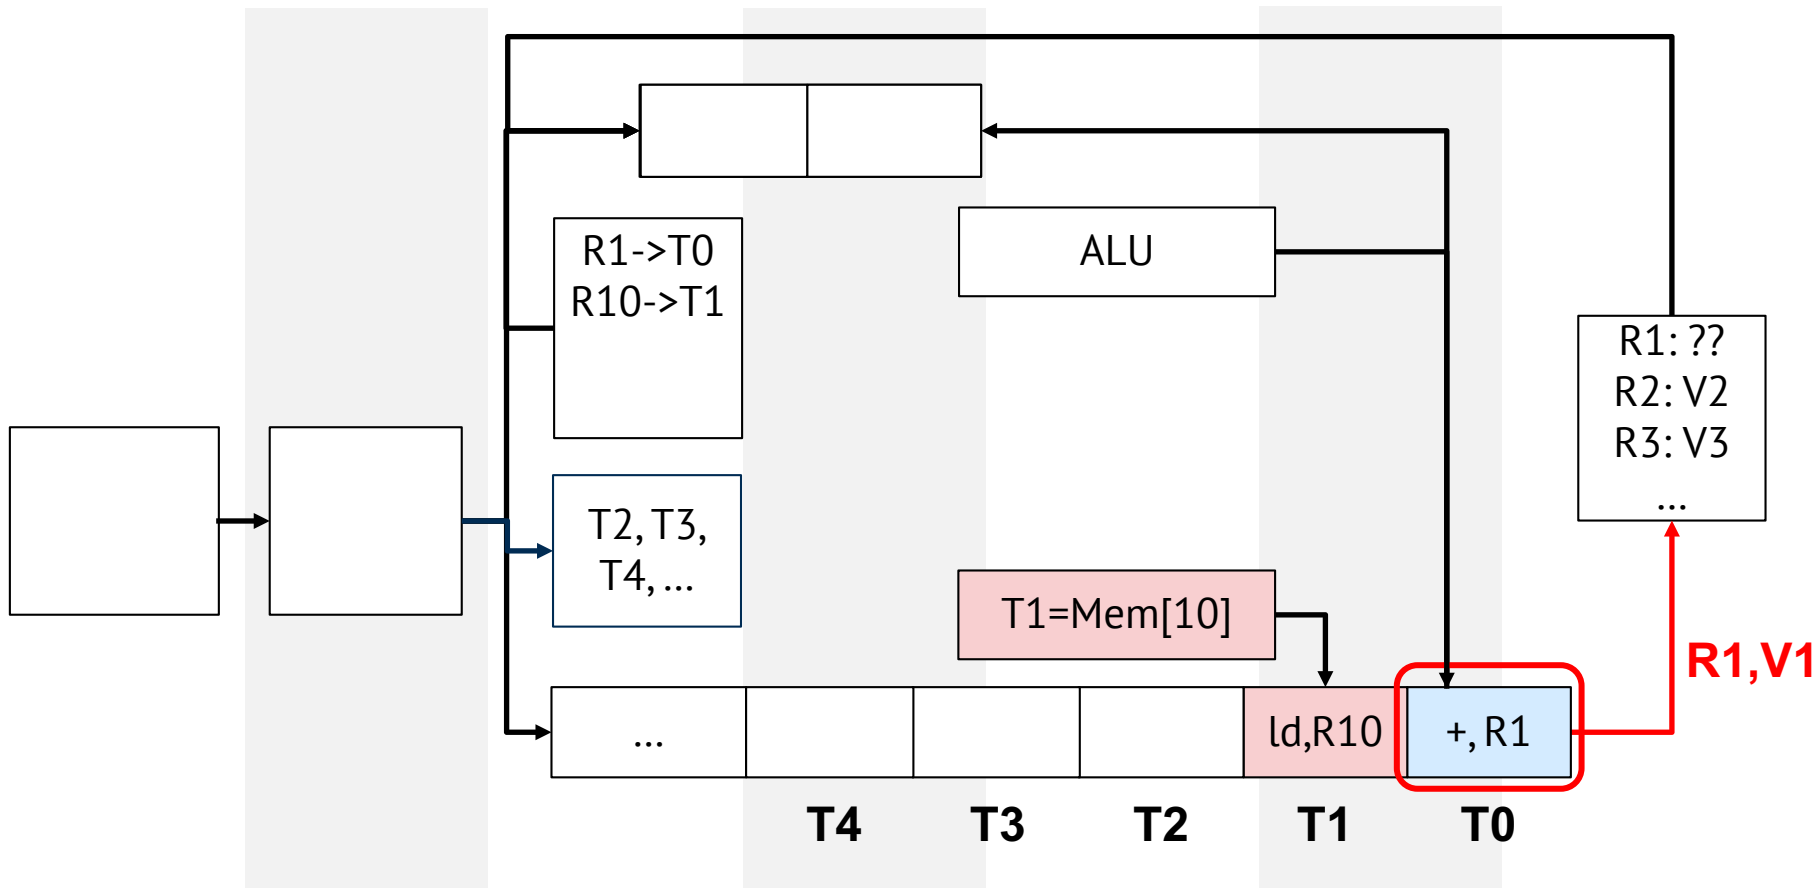 R1->T0
R10->T1
ALU
R1: ??
R2: V2
R3: V3
...
T2, T3,
T4, ...
T1=Mem[10]
R1,V1
...
ld,R10
+, R1
T4
T3
T2
T1
T0